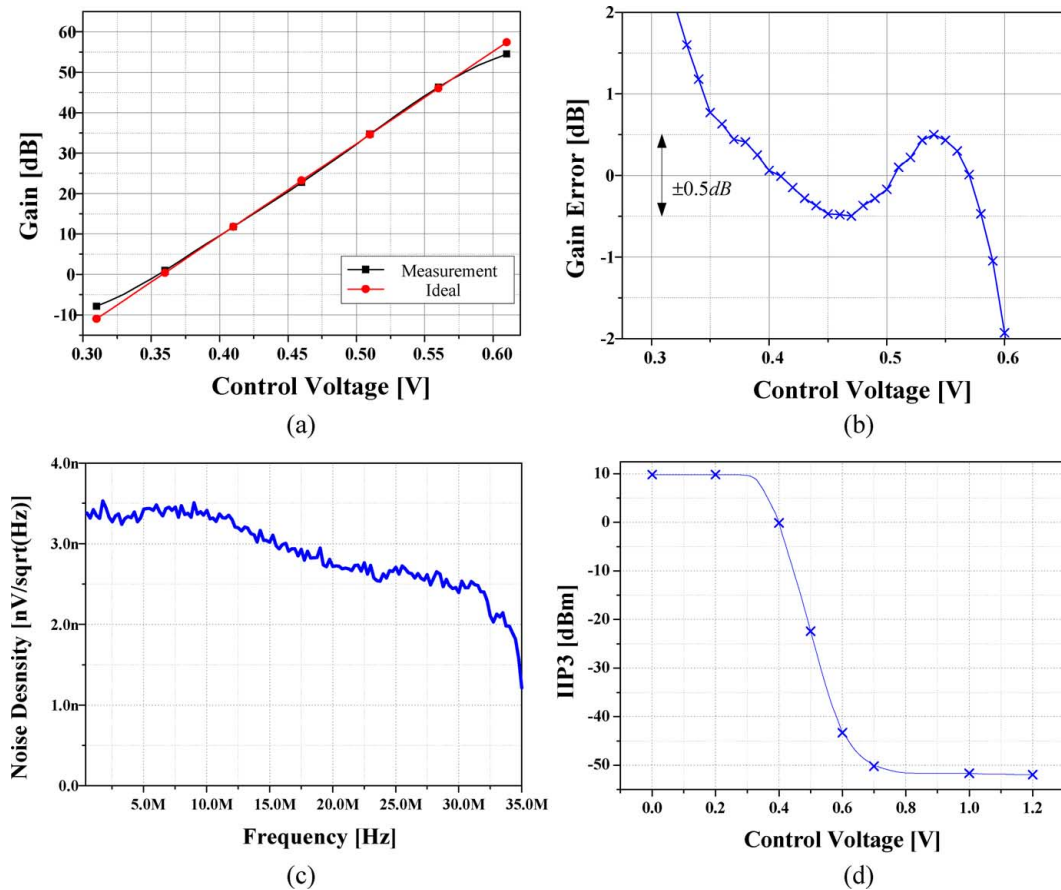 60
50
40
30
20
10
0
-10
Gain [dB]
Measurement
Ideal
0.30 0.35 0.40 0.45 0.50 0.55 0.60
Control Voltage [V]
(a)
2
1
0
-1
-2
Gain Error [dB]
±0.5dB
0.3 0.4 0.5 0.6
Control Voltage [V]
(b)
4.0n
3.0n
2.0n
1.0n
0.0
Noise Desnsity [nV/sqrt(Hz)]
5.0M 10.0M 15.0M 20.0M 25.0M 30.0M 35.0M
Frequency [Hz]
(c)
10
0
-10
-20
-30
-40
-50
IIP3 [dBm]
0.0 0.2 0.4 0.6 0.8 1.0 1.2
Control Voltage [V]
(d)